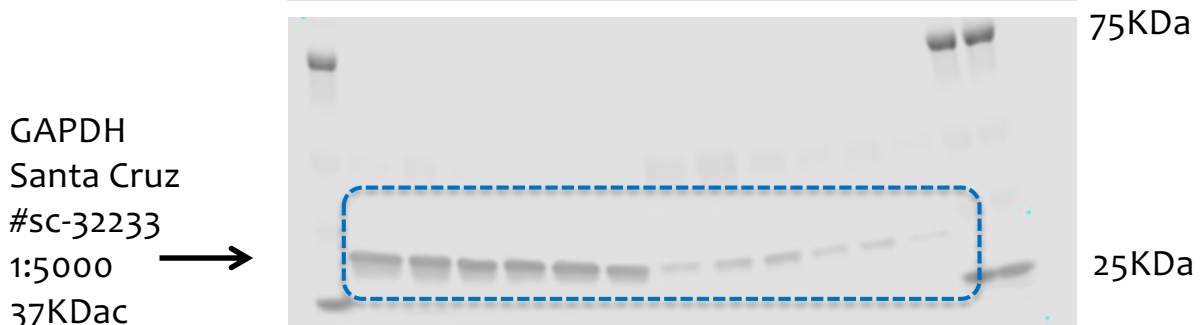 75KDa
GAPDH
Santa Cruz
#sc-32233
1:5000
37KDac
25KDa